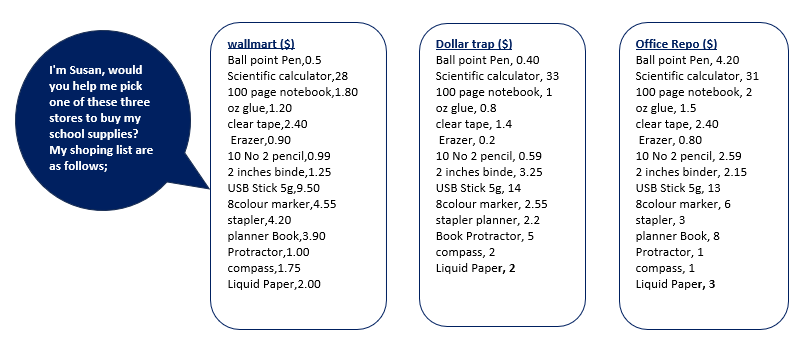 I'm Susan, would
you help me pick
one of these three
stores to buy my
school supplies?
My shoping list are
as follows;
wallmart ($)
Ball point Pen,0.5
Scientific calculator,28
100 page notebook,1.80
oz glue,1.20
clear tape,2.40
Erazer,0.90
10 No 2 pencil,0.99
2 inches binde,1.25
USB Stick 5g,9.50
8colour marker,4.55
stapler,4.20
planner Book,3.90
Protractor,1.00
compass,1.75
Liquid Paper,2.00
Dollar trap ($)
Ball point Pen, 0.40
Scientific calculator, 33
100 page notebook, 1
oz glue, 0.8
clear tape, 1.4
Erazer, 0.2
10 No 2 pencil, 0.59
2 inches binder, 3.25
USB Stick 5g, 14
8colour marker, 2.55
stapler planner, 2.2
Book Protractor, 5
compass, 2
Liquid Paper, 2
Office Repo ($)
Ball point Pen, 4.20
Scientific calculator, 31
100 page notebook, 2
oz glue, 1.5
clear tape, 2.40
Erazer, 0.80
10 No 2 pencil, 2.59
2 inches binder, 2.15
USB Stick 5g, 13
8colour marker, 6
stapler, 3
planner Book, 8
Protractor, 1
compass, 1
Liquid Paper, 3